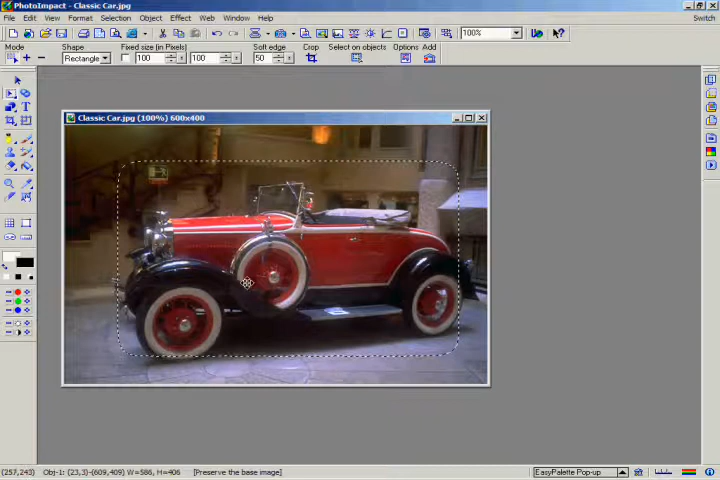 PhotoImpact - Classic Car.jpg
File Edit View Format Selection Object Effect Web Window Help Switch
100%
Mode Shape Fixed size (in Pixels) Soft edge Crop Select on objects Options Add
Rectangle 100 100 50
Classic Car.jpg (100%) 600x400
(257,243) Obj-1: (23,3)-(609,409) W=586, H=406 [Preserve the base image] EasyPalette Pop-up